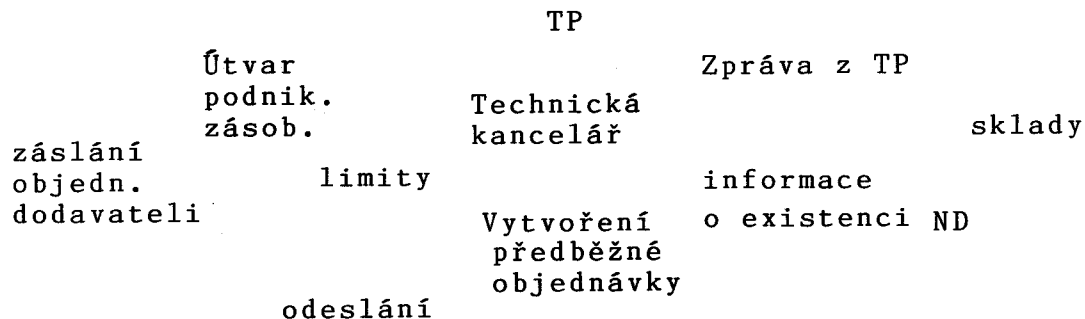 TP
Útvar
podnik.
zásob.
Zpráva z TP
Technická
kancelář
sklady
záslání
objedn.
dodavateli
limity
informace
o existenci ND
Vytvoření
předběžné
objednávky
odeslání